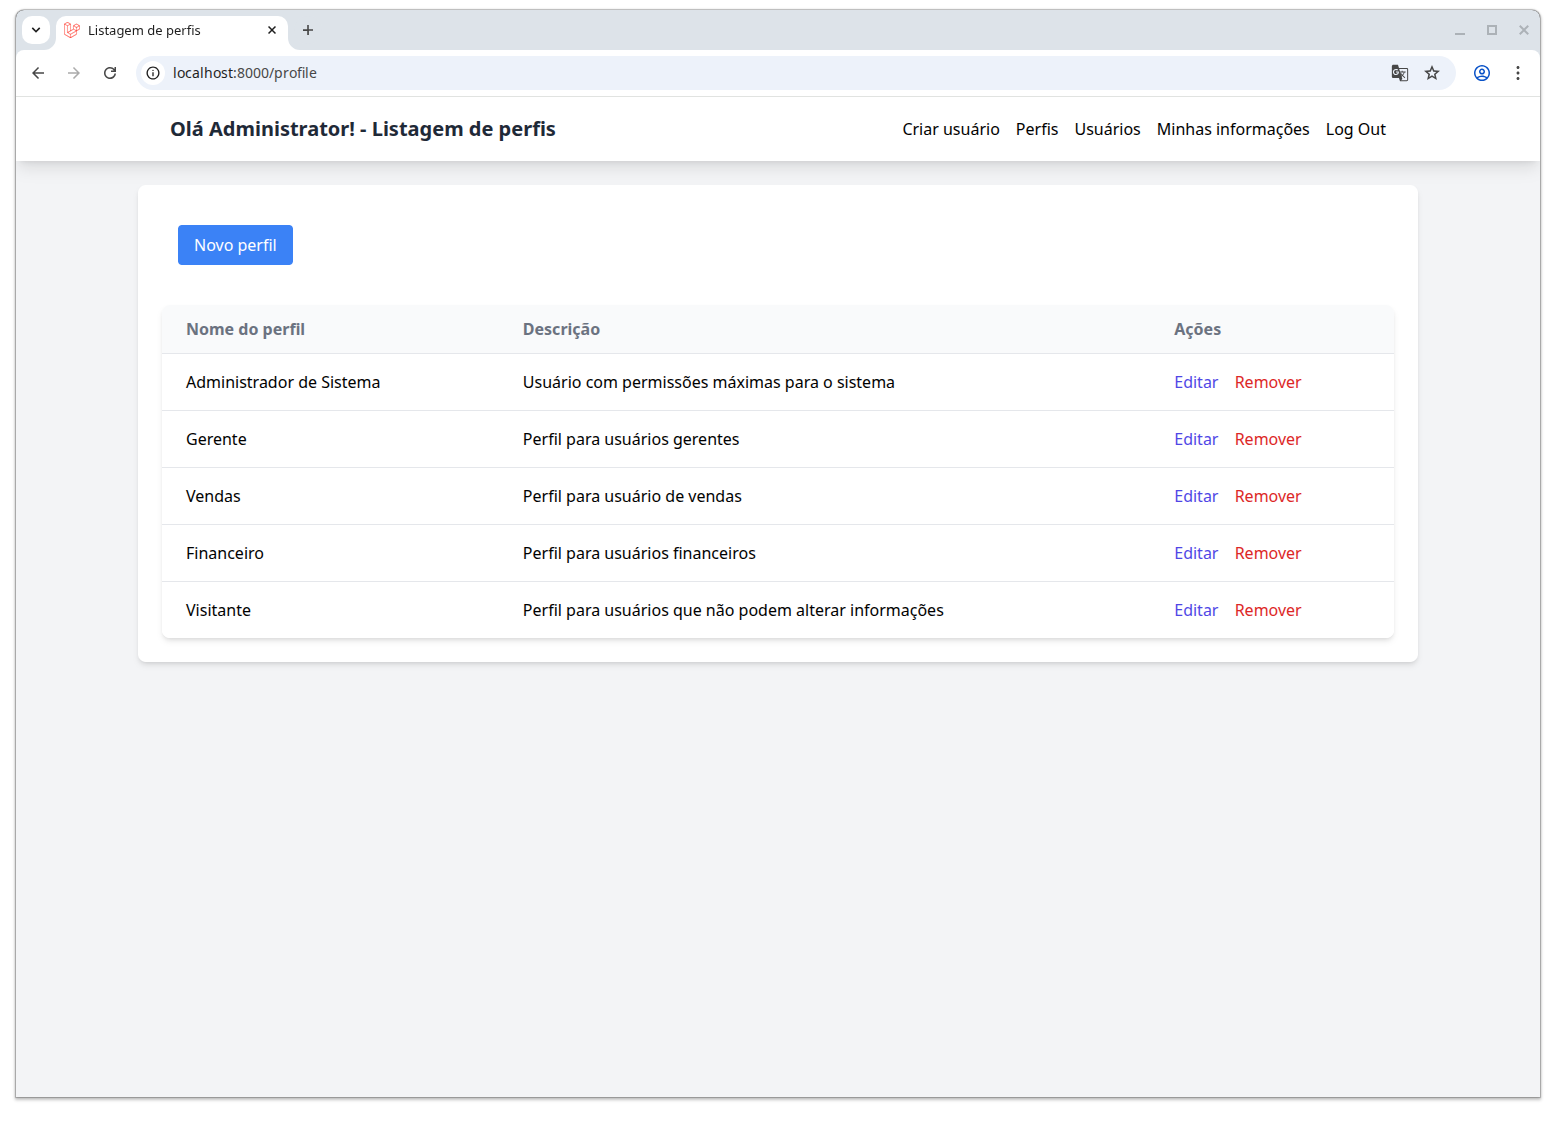 Listagem de perfis
localhost:8000/profile
Olá Administrator! - Listagem de perfis
Criar usuário Perfis Usuários Minhas informações Log Out
Novo perfil
Nome do perfil Descrição Ações
Administrador de Sistema Usuário com permissões máximas para o sistema Editar Remover
Gerente Perfil para usuários gerentes Editar Remover
Vendas Perfil para usuário de vendas Editar Remover
Financeiro Perfil para usuários financeiros Editar Remover
Visitante Perfil para usuários que não podem alterar informações Editar Remover